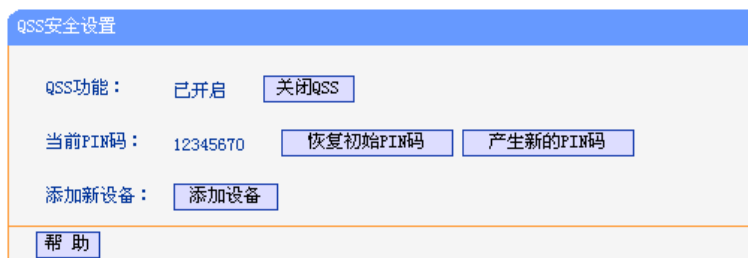 QSS安全设置
QSS功能： 已开启 关闭QSS
当前PIN码： 12345670 恢复初始PIN码 产生新的PIN码
添加新设备： 添加设备
帮 助